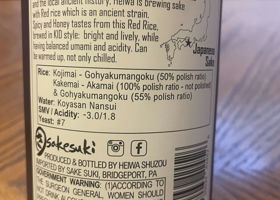 and the local ancient history. Heiwa is brewing sake
with Red rice which is an ancient strain.
Spicy and Honey tastes from this Red Rice,
brewed in KID style: bright and lively, while
having balanced umami and acidity. Can
be warmed up, not only chilled.
Japanese
Sake
Rice: Kojimai - Gohyakumangoku (50% polish ratio)
Kakemai - Akamai (100% polish ratio - not polished)
& Gohyakumangoku (55%)
Water: Koyasan Nansui
SMV / Acidity: -3.0/1.8
Yeast: #7
sakesuki
PRODUCED & BOTTLED BY HEIWA SHUZOU
IMPORTED BY SAKE SUKI, BRIDGEPORT, PA
GOVERNMENT WARNING: (1)ACCORDING TO
THE SURGEON GENERAL, WOMEN SHOULD
NOT DRINK